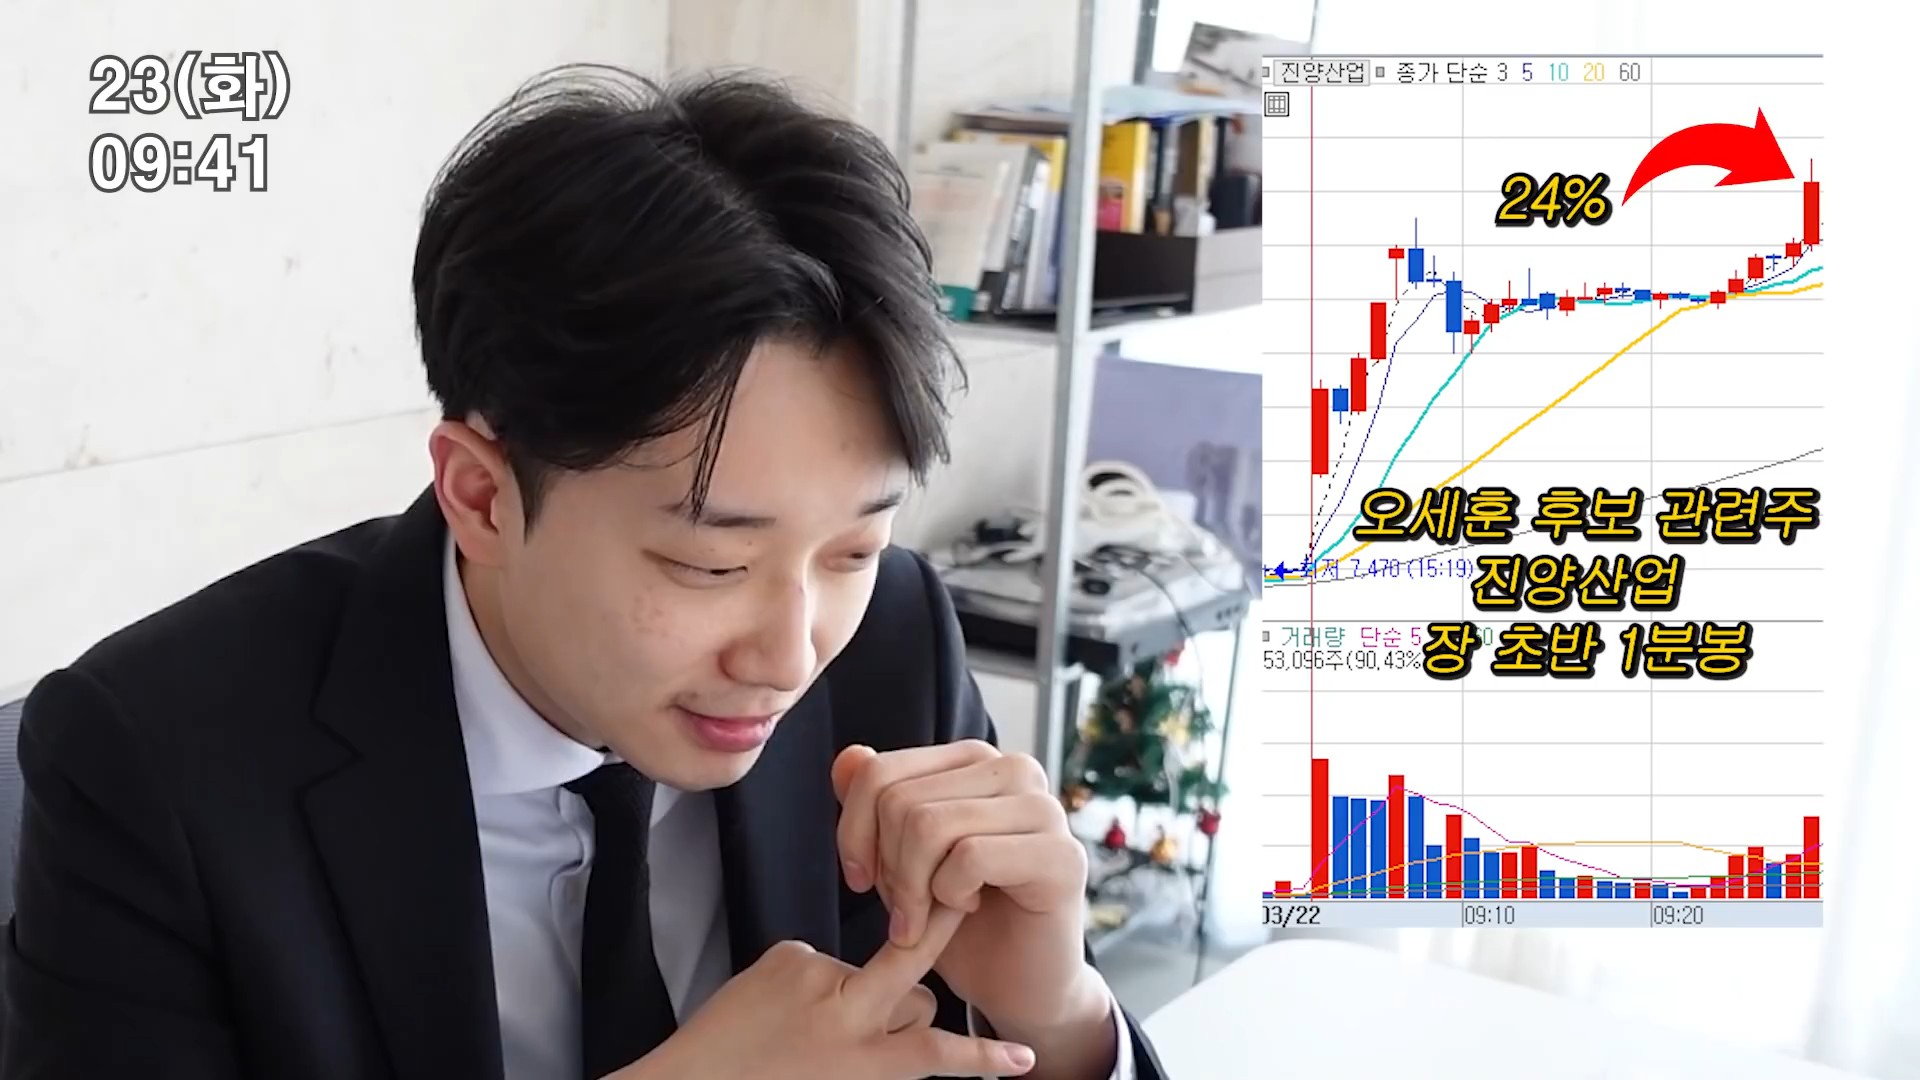 23(화)
09:41
진양산업 종가 단순 3 5 10 20 60
24%
오세훈 후보 관련주
7,470 (15:19)
진양산업
거래량 단순 5 60
53,096주(90,43%
장 초반 1분봉
03/22 09:10 09:20